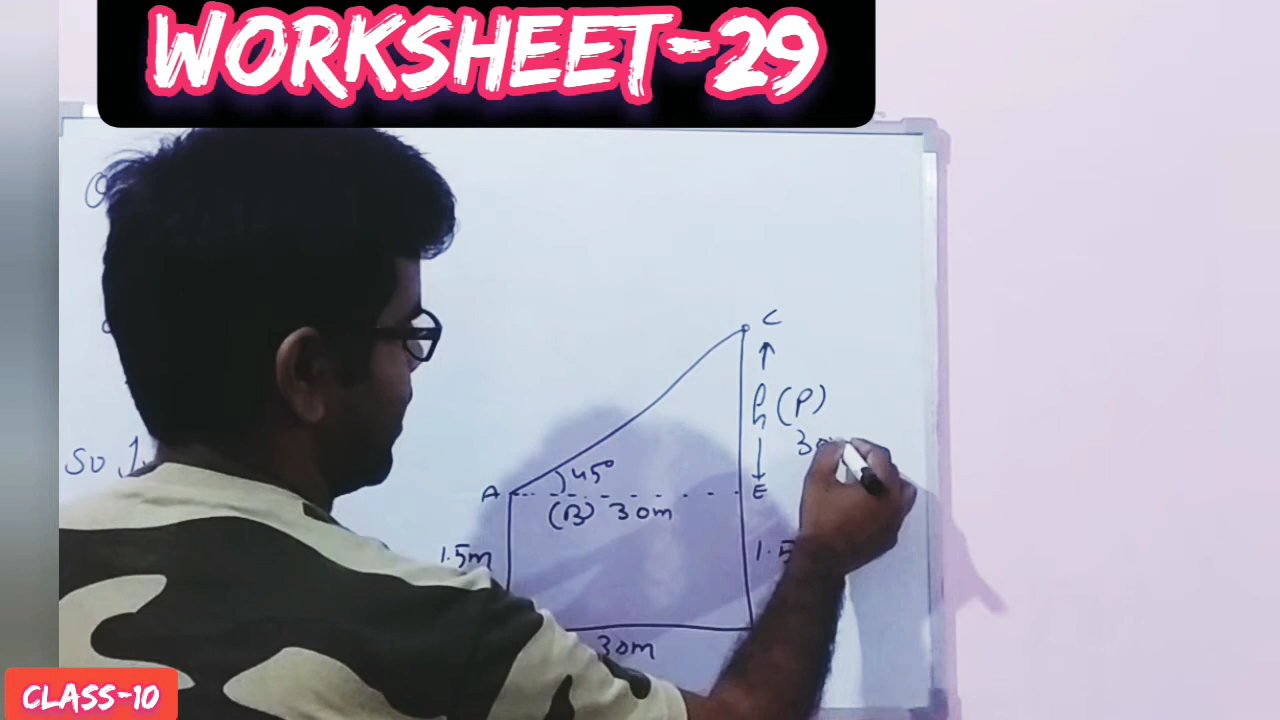 WORKSHEET-29
C
h (P)
45°
A
E
(B) 30m
1.5m
30m
CLASS-10